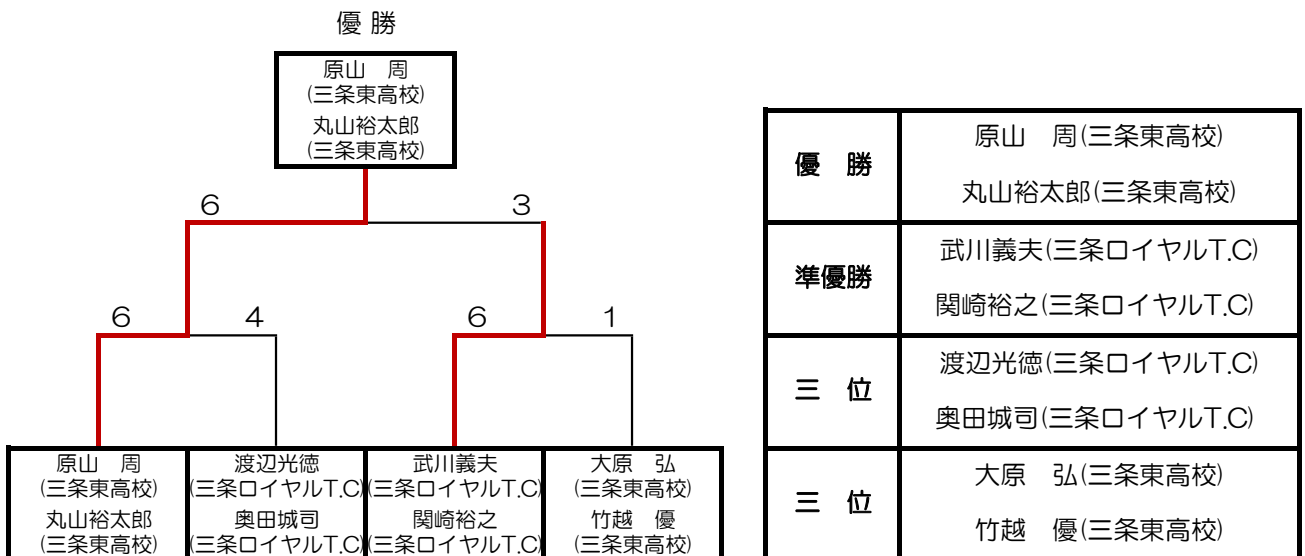 優 勝
原山　周
(三条東高校)
丸山裕太郎
(三条東高校)
6
3
6
4
6
1
原山　周
(三条東高校)
丸山裕太郎
(三条東高校)
渡辺光徳
(三条ロイヤルT.C)
奥田城司
(三条ロイヤルT.C)
武川義夫
(三条ロイヤルT.C)
関崎裕之
(三条ロイヤルT.C)
大原　弘
(三条東高校)
竹越　優
(三条東高校)
優　勝
原山　周(三条東高校)
丸山裕太郎(三条東高校)
準優勝
武川義夫(三条ロイヤルT.C)
関崎裕之(三条ロイヤルT.C)
三　位
渡辺光徳(三条ロイヤルT.C)
奥田城司(三条ロイヤルT.C)
三　位
大原　弘(三条東高校)
竹越　優(三条東高校)